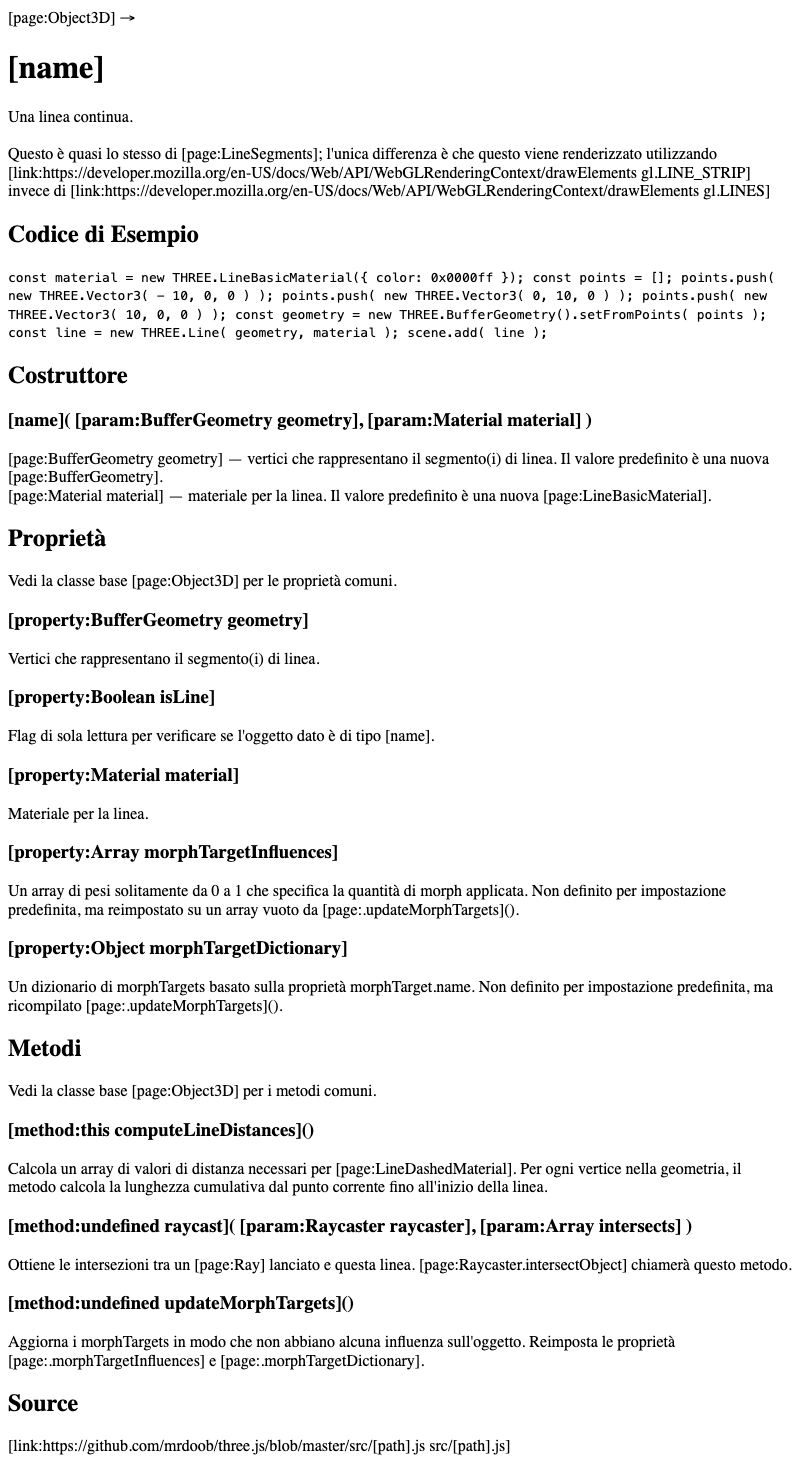 [page:Object3D] →
[name]
Una linea continua.
Questo è quasi lo stesso di [page:LineSegments]; l'unica differenza è che questo viene renderizzato utilizzando
[link:https://developer.mozilla.org/en-US/docs/Web/API/WebGLRenderingContext/drawElements gl.LINE_STRIP]
invece di [link:https://developer.mozilla.org/en-US/docs/Web/API/WebGLRenderingContext/drawElements gl.LINES]
Codice di Esempio
const material = new THREE.LineBasicMaterial({ color: 0x0000ff }); const points = []; points.push(
new THREE.Vector3( - 10, 0, 0 ) ); points.push( new THREE.Vector3( 0, 10, 0 ) ); points.push( new
THREE.Vector3( 10, 0, 0 ) ); const geometry = new THREE.BufferGeometry().setFromPoints( points );
const line = new THREE.Line( geometry, material ); scene.add( line );
Costruttore
[name]( [param:BufferGeometry geometry], [param:Material material] )
[page:BufferGeometry geometry] — vertici che rappresentano il segmento(i) di linea. Il valore predefinito è una nuova
[page:BufferGeometry].
[page:Material material] — materiale per la linea. Il valore predefinito è una nuova [page:LineBasicMaterial].
Proprietà
Vedi la classe base [page:Object3D] per le proprietà comuni.
[property:BufferGeometry geometry]
Vertici che rappresentano il segmento(i) di linea.
[property:Boolean isLine]
Flag di sola lettura per verificare se l'oggetto dato è di tipo [name].
[property:Material material]
Materiale per la linea.
[property:Array morphTargetInfluences]
Un array di pesi solitamente da 0 a 1 che specifica la quantità di morph applicata. Non definito per impostazione
predefinita, ma reimpostato su un array vuoto da [page:.updateMorphTargets]().
[property:Object morphTargetDictionary]
Un dizionario di morphTargets basato sulla proprietà morphTarget.name. Non definito per impostazione predefinita, ma
ricompilato [page:.updateMorphTargets]().
Metodi
Vedi la classe base [page:Object3D] per i metodi comuni.
[method:this computeLineDistances]()
Calcola un array di valori di distanza necessari per [page:LineDashedMaterial]. Per ogni vertice nella geometria, il
metodo calcola la lunghezza cumulativa dal punto corrente fino all'inizio della linea.
[method:undefined raycast]( [param:Raycaster raycaster], [param:Array intersects] )
Ottiene le intersezioni tra un [page:Ray] lanciato e questa linea. [page:Raycaster.intersectObject] chiamerà questo metodo.
[method:undefined updateMorphTargets]()
Aggiorna i morphTargets in modo che non abbiano alcuna influenza sull'oggetto. Reimposta le proprietà
[page:.morphTargetInfluences] e [page:.morphTargetDictionary].
Source
[link:https://github.com/mrdoob/three.js/blob/master/src/[path].js src/[path].js]